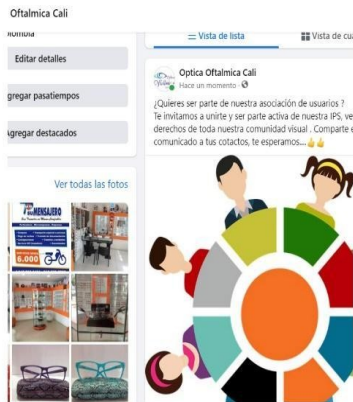 Oftalmica Cali
Editar detalles
gregar pasatiempos
Agregar destacados
Ver todas las fotos
MENSAJERO
6.000
Vista de lista
Vista de cua
Optica Oftalmica Cali
Hace un momento
¿Quieres ser parte de nuestra asociación de usuarios ?
Te invitamos a unirte y ser parte activa de nuestra IPS, ve
derechos de toda nuestra comunidad visual . Comparte e
comunicado a tus cotactos, te esperamos...